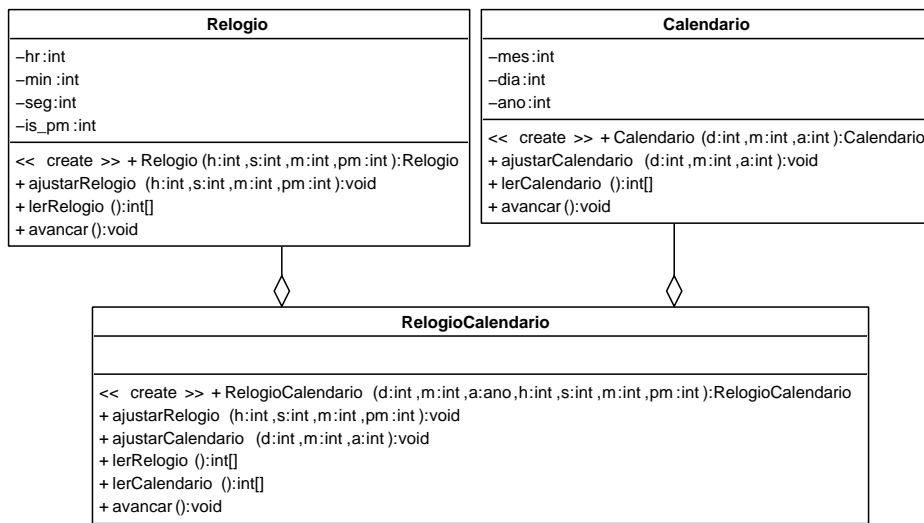 Relogio
−hr:int
−min:int
−seg:int
−is_pm:int
<< create >> + Relogio (h:int,s:int,m:int,pm:int):Relogio
+ ajustarRelogio (h:int,s:int,m:int,pm:int):void
+ lerRelogio ():int[]
+ avancar():void
Calendario
−mes:int
−dia:int
−ano:int
<< create >> + Calendario (d:int,m:int,a:int):Calendario
+ ajustarCalendario (d:int,m:int,a:int):void
+ lerCalendario ():int[]
+ avancar():void
RelogioCalendario
<< create >> + RelogioCalendario (d:int,m:int,a:ano,h:int,s:int,m:int,pm:int):RelogioCalendario
+ ajustarRelogio (h:int,s:int,m:int,pm:int):void
+ ajustarCalendario (d:int,m:int,a:int):void
+ lerRelogio ():int[]
+ lerCalendario ():int[]
+ avancar():void